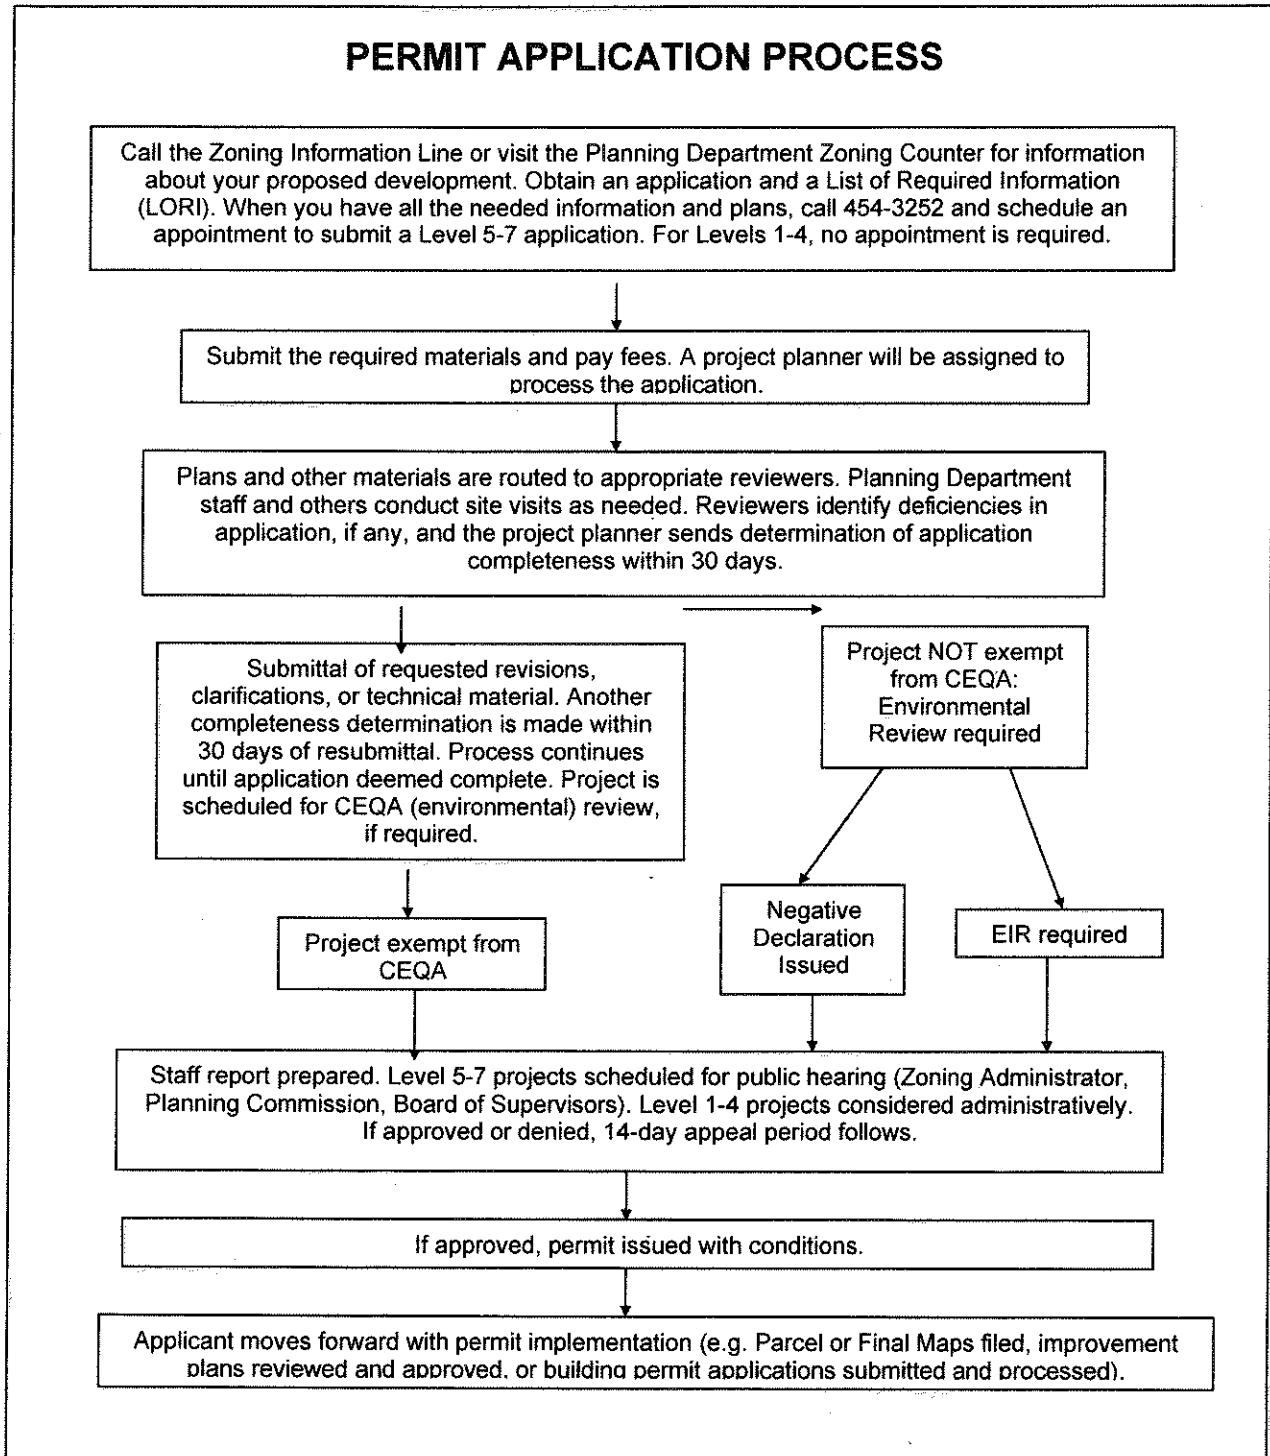 PERMIT APPLICATION PROCESS
Call the Zoning Information Line or visit the Planning Department Zoning Counter for information
about your proposed development. Obtain an application and a List of Required Information
(LORI). When you have all the needed information and plans, call 454-3252 and schedule an
appointment to submit a Level 5-7 application. For Levels 1-4, no appointment is required.
Submit the required materials and pay fees. A project planner will be assigned to
process the application.
Plans and other materials are routed to appropriate reviewers. Planning Department
staff and others conduct site visits as needed. Reviewers identify deficiencies in
application, if any, and the project planner sends determination of application
completeness within 30 days.
Submittal of requested revisions,
clarifications, or technical material. Another
completeness determination is made within
30 days of resubmittal. Process continues
until application deemed complete. Project is
scheduled for CEQA (environmental) review,
if required.
Project NOT exempt
from CEQA:
Environmental
Review required
Project exempt from
CEQA
Negative
Declaration
Issued
EIR required
Staff report prepared. Level 5-7 projects scheduled for public hearing (Zoning Administrator,
Planning Commission, Board of Supervisors). Level 1-4 projects considered administratively.
If approved or denied, 14-day appeal period follows.
If approved, permit issued with conditions.
Applicant moves forward with permit implementation (e.g. Parcel or Final Maps filed, improvement
plans reviewed and approved, or building permit applications submitted and processed).